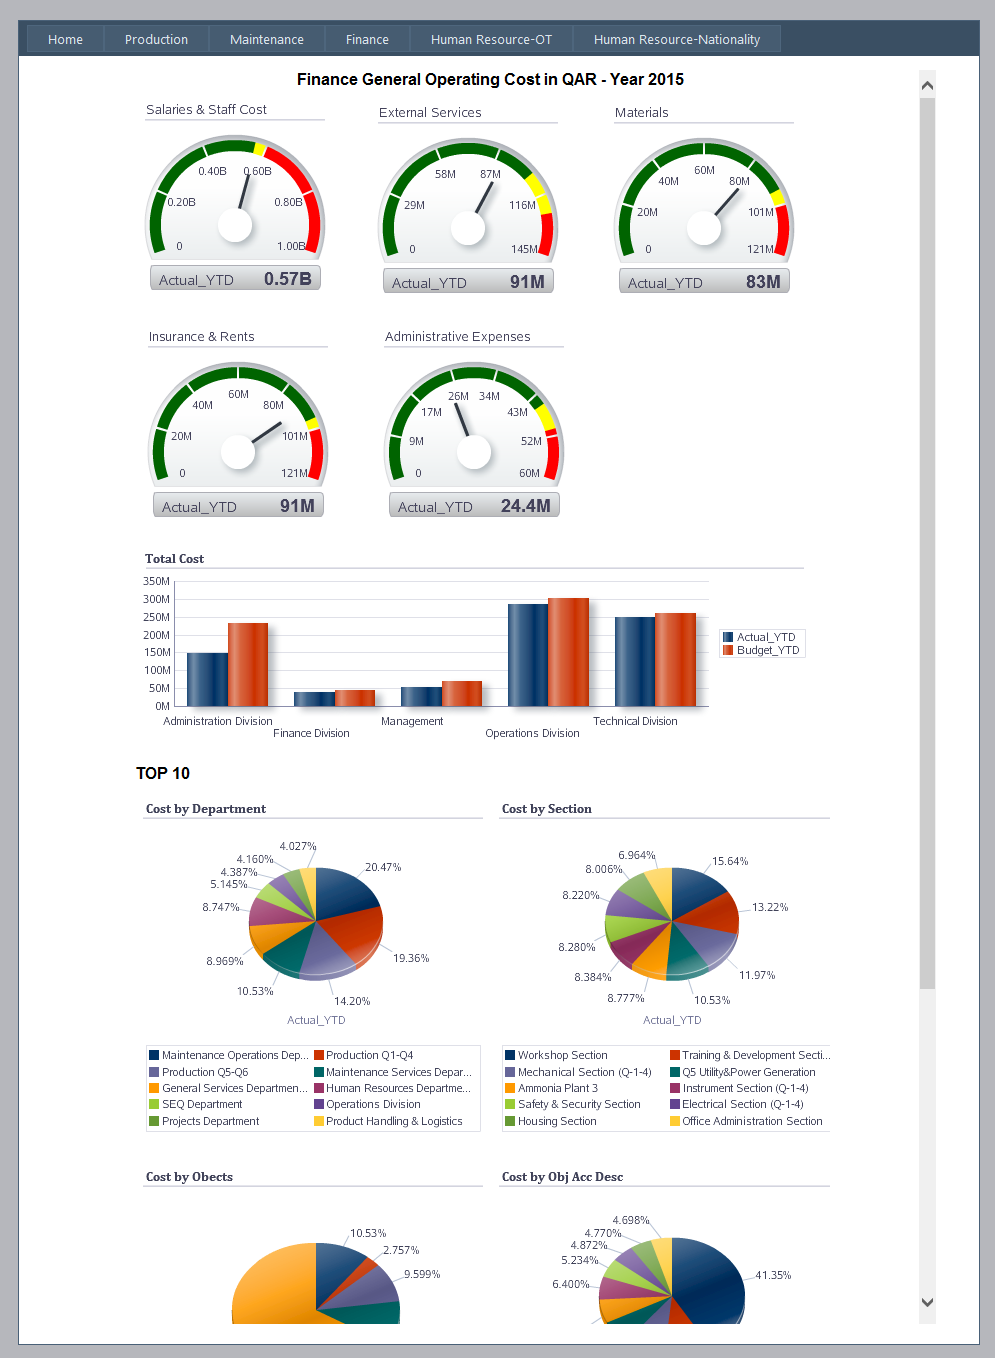 Home Production Maintenance Finance Human Resource-OT Human Resource-Nationality
Finance General Operating Cost in QAR - Year 2015
Salaries & Staff Cost
0
0.20B
0.40B
0.60B
0.80B
1.00B
Actual_YTD 0.57B
External Services
0
29M
58M
87M
116M
145M
Actual_YTD 91M
Materials
0
20M
40M
60M
80M
101M
121M
Actual_YTD 83M
Insurance & Rents
0
20M
40M
60M
80M
101M
121M
Actual_YTD 91M
Administrative Expenses
0
9M
17M
26M
34M
43M
52M
60M
Actual_YTD 24.4M
Total Cost
350M
300M
250M
200M
150M
100M
50M
0M
Administration Division
Finance Division
Management
Operations Division
Technical Division
Actual_YTD
Budget_YTD
TOP 10
Cost by Department
20.47%
19.36%
14.20%
10.53%
8.969%
8.747%
5.145%
4.387%
4.160%
4.027%
Actual_YTD
Maintenance Operations Dep... Production Q1-Q4
Production Q5-Q6 Maintenance Services Depar...
General Services Departmen... Human Resources Departme...
SEQ Department Operations Division
Projects Department Product Handling & Logistics
Cost by Section
15.64%
13.22%
11.97%
10.53%
8.777%
8.384%
8.280%
8.220%
8.006%
6.964%
Actual_YTD
Workshop Section Training & Development Secti...
Mechanical Section (Q-1-4) Q5 Utility&Power Generation
Ammonia Plant 3 Instrument Section (Q-1-4)
Safety & Security Section Electrical Section (Q-1-4)
Housing Section Office Administration Section
Cost by Obects
10.53%
2.757%
9.599%
Cost by Obj Acc Desc
4.698%
4.770%
4.872%
5.234%
6.400%
41.35%